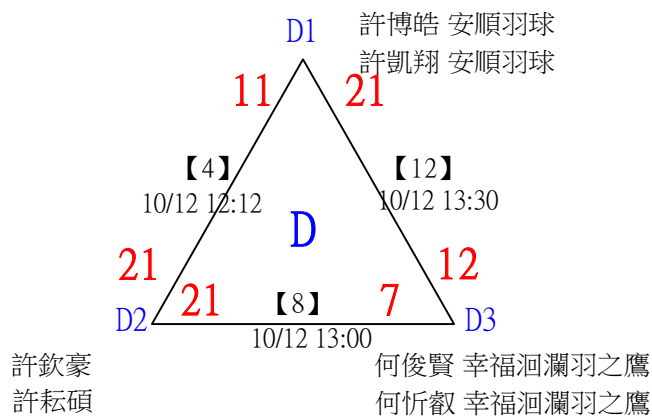 D1
許博皓 安順羽球
許凱翔 安順羽球
11
21
【4】
10/12 12:12
【12】
10/12 13:30
D
21
12
21
【8】
7
D2
D3
10/12 13:00
許欽豪
許耘碩
何俊賢 幸福洄瀾羽之鷹
何忻叡 幸福洄瀾羽之鷹